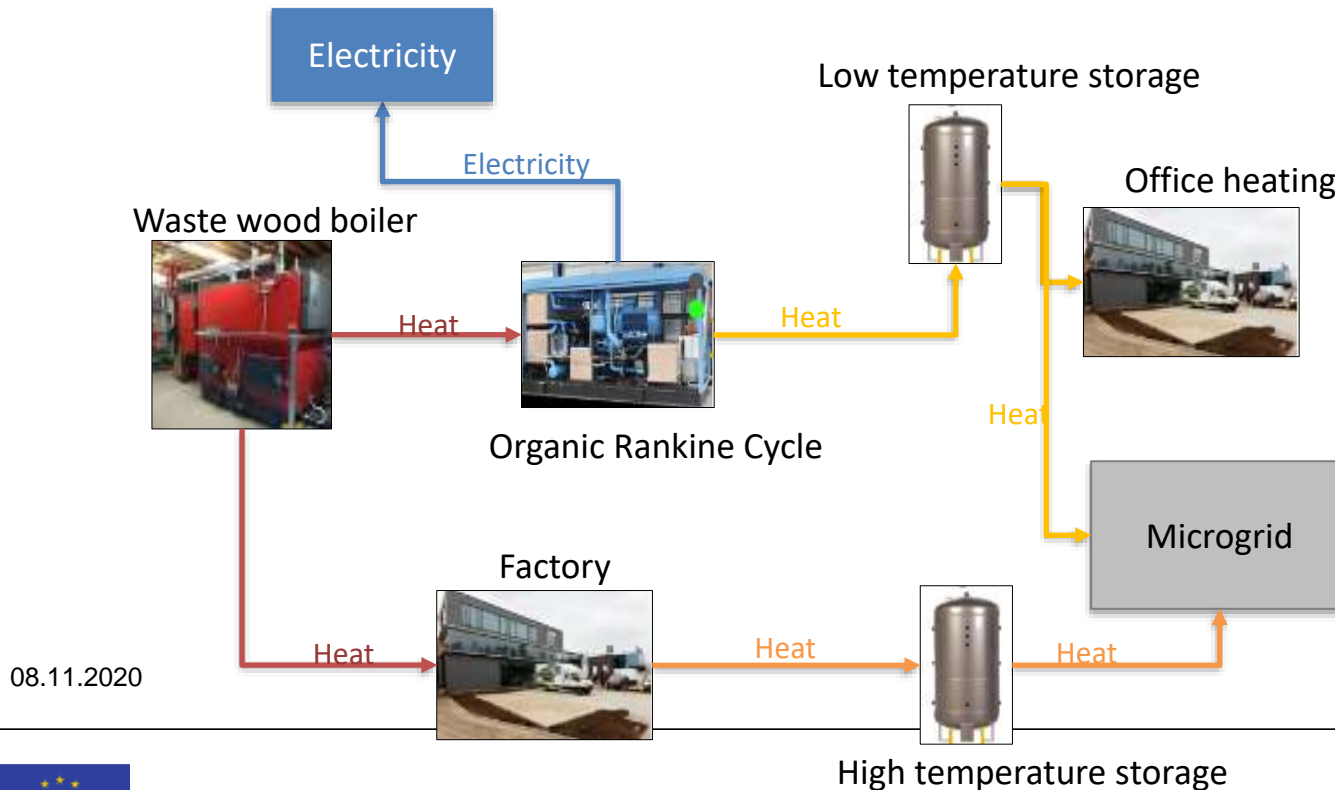 Electricity
Low temperature storage
Electricity
Office heating
Waste wood boiler
Heat
Heat
Heat
Organic Rankine Cycle
Microgrid
Factory
Heat
Heat
Heat
08.11.2020
High temperature storage